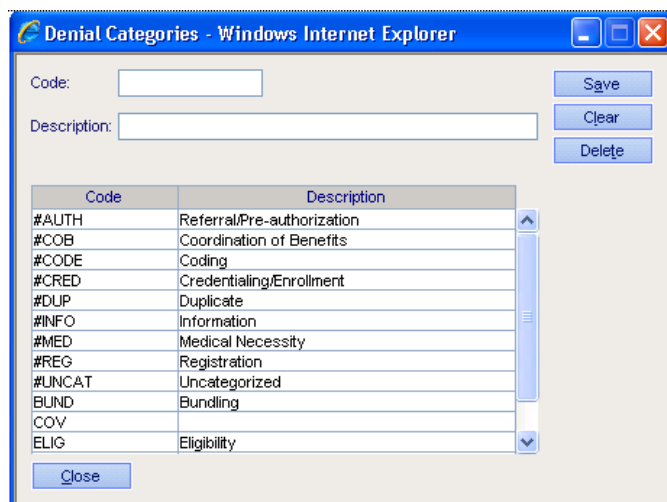 Denial Categories - Windows Internet Explorer
Code:
Save
Clear
Description:
Delete
Code Description
#AUTH Referral/Pre-authorization
#COB Coordination of Benefits
#CODE Coding
#CRED Credentialing/Enrollment
#DUP Duplicate
#INFO Information
#MED Medical Necessity
#REG Registration
#UNCAT Uncategorized
BUND Bundling
COV
ELIG Eligibility
Close